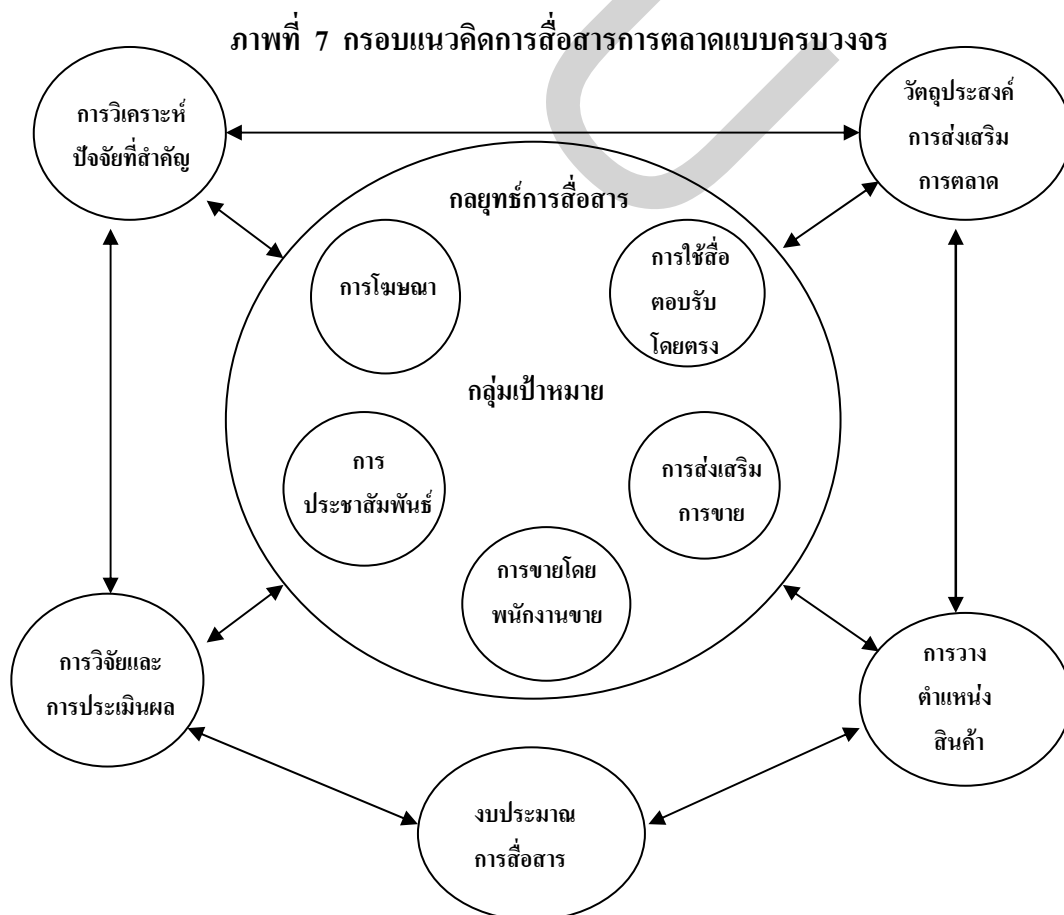 ภาพที่ 7 กรอบแนวคิดการสื่อสารการตลาดแบบครบวงจร
การวิเคราะห์
ปัจจัยที่สำคัญ
วัตถุประสงค์
การส่งเสริม
การตลาด
กลยุทธ์การสื่อสาร
การโฆษณา
การใช้สื่อ
ตอบรับ
โดยตรง
กลุ่มเป้าหมาย
การ
ประชาสัมพันธ์
การส่งเสริม
การขาย
การขายโดย
พนักงานขาย
การวิจัยและ
การประเมินผล
การวาง
ตำแหน่ง
สินค้า
งบประมาณ
การสื่อสาร